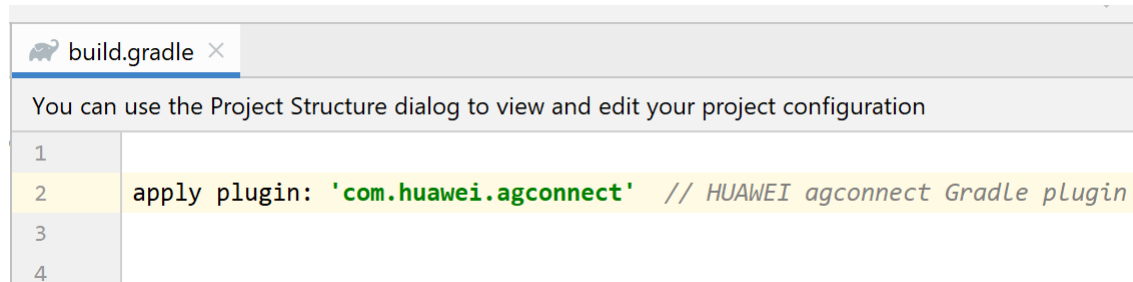 build.gradle
You can use the Project Structure dialog to view and edit your project configuration
1
2 apply plugin: 'com.huawei.agconnect' // HUAWEI agconnect Gradle plugin
3
4